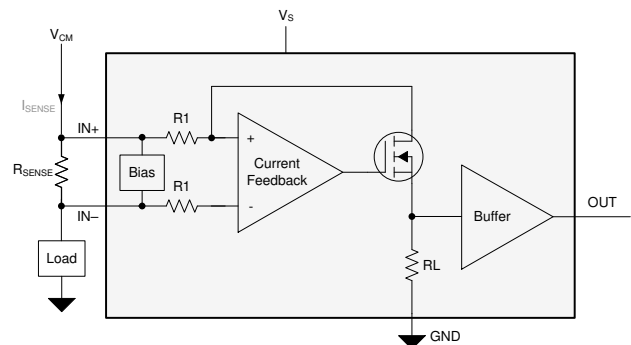 VS
VCM
ISENSE
IN+
R1
RSENSE
Bias
+
Current
Feedback
R1
-
IN–
Load
Buffer
OUT
RL
GND